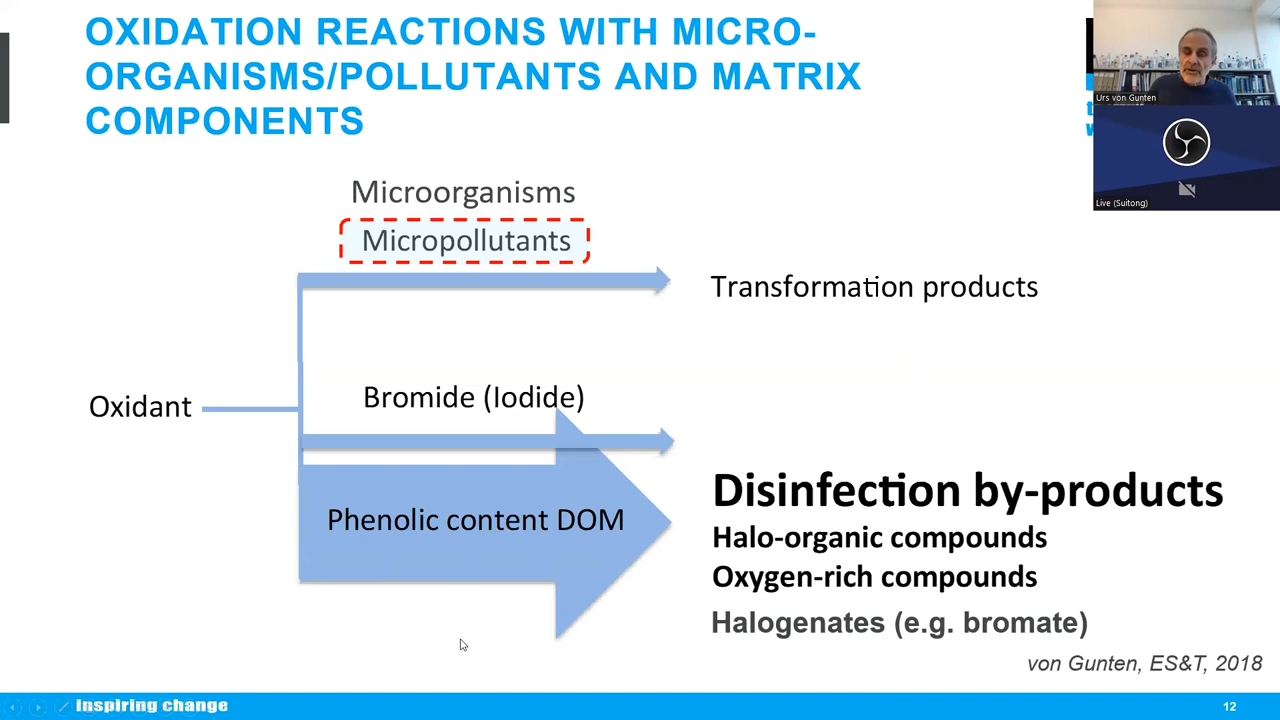 OXIDATION REACTIONS WITH MICRO-
ORGANISMS/POLLUTANTS AND MATRIX
COMPONENTS
Urs von Gunten
Live (Suitong)
Microorganisms
Micropollutants
Transformation products
Bromide (Iodide)
Oxidant
Phenolic content DOM
Disinfection by-products
Halo-organic compounds
Oxygen-rich compounds
Halogenates (e.g. bromate)
von Gunten, ES&T, 2018
inspiring change
12